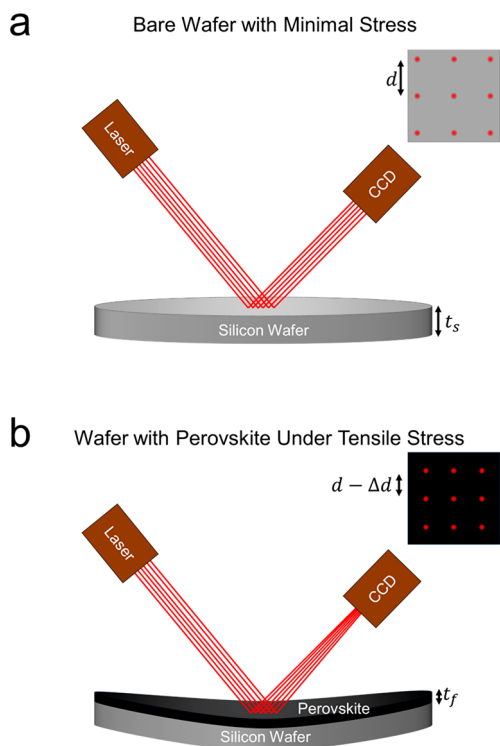 a
Bare Wafer with Minimal Stress
d
Laser
CCD
Silicon Wafer
t_s
b
Wafer with Perovskite Under Tensile Stress
d − Δd
Laser
CCD
Perovskite
t_f
Silicon Wafer